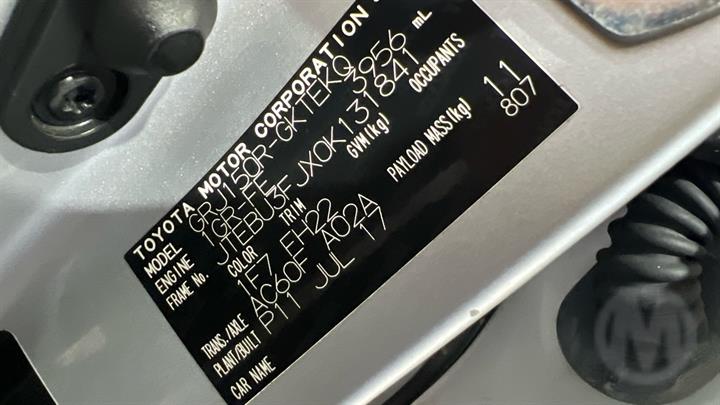 TOYOTA MOTOR CORPORATION
MODEL GRJ150R-GKTEKQ
ENGINE 1GR-FE 3956 mL
FRAME No. JTEBU3FJX0K131841
COLOR TRIM GVM(kg) OCCUPANTS
1F7 FH22 PAYLOAD MASS(kg) 11
807
TRANS./AXLE AC60F A02A
PLANT/BUILT P11 JUL 17
CAR NAME
M